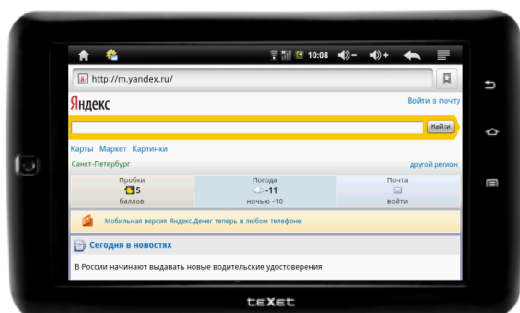 10:08
http://m.yandex.ru/
Яндекс
Войти в почту
Найти
Карты Маркет Картинки
Санкт-Петербург
другой регион
Пробки
5
баллов
Погода
-11
ночью -10
Почта
войти
Мобильная версия Яндекс.Денег теперь в любом телефоне
Сегодня в новостях
В России начинают выдавать новые водительские удостоверения
teXet